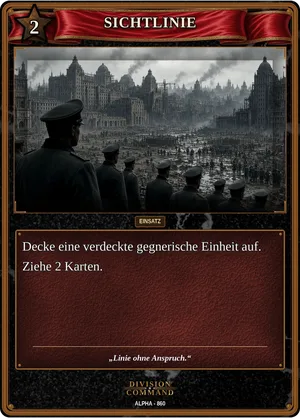 2
SICHTLINIE
EINSATZ
Decke eine verdeckte gegnerische Einheit auf.
Ziehe 2 Karten.
„Linie ohne Anspruch.“
DIVISION
COMMAND
ALPHA - 860